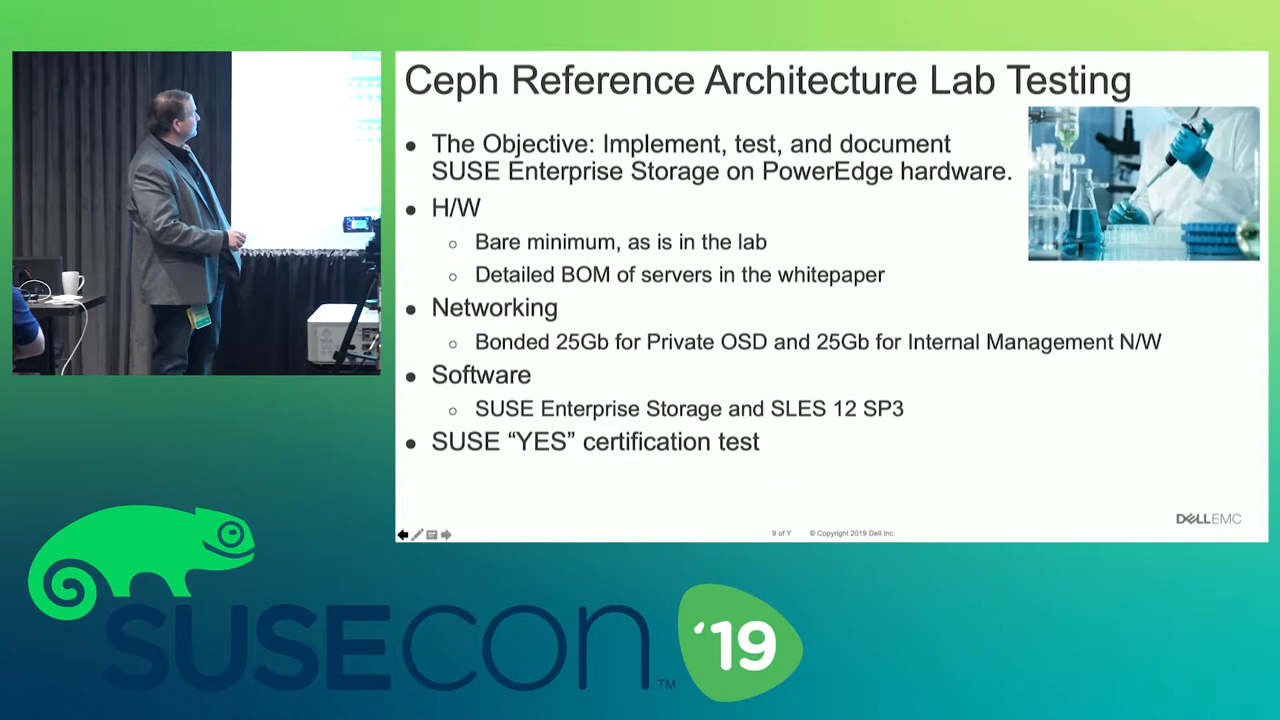 Ceph Reference Architecture Lab Testing
• The Objective: Implement, test, and document
SUSE Enterprise Storage on PowerEdge hardware.
• H/W
○ Bare minimum, as is in the lab
○ Detailed BOM of servers in the whitepaper
• Networking
○ Bonded 25Gb for Private OSD and 25Gb for Internal Management N/W
• Software
○ SUSE Enterprise Storage and SLES 12 SP3
• SUSE “YES” certification test
DELLEMC
9 of Y © Copyright 2019 Dell Inc.
SUSECON ‘19
TM